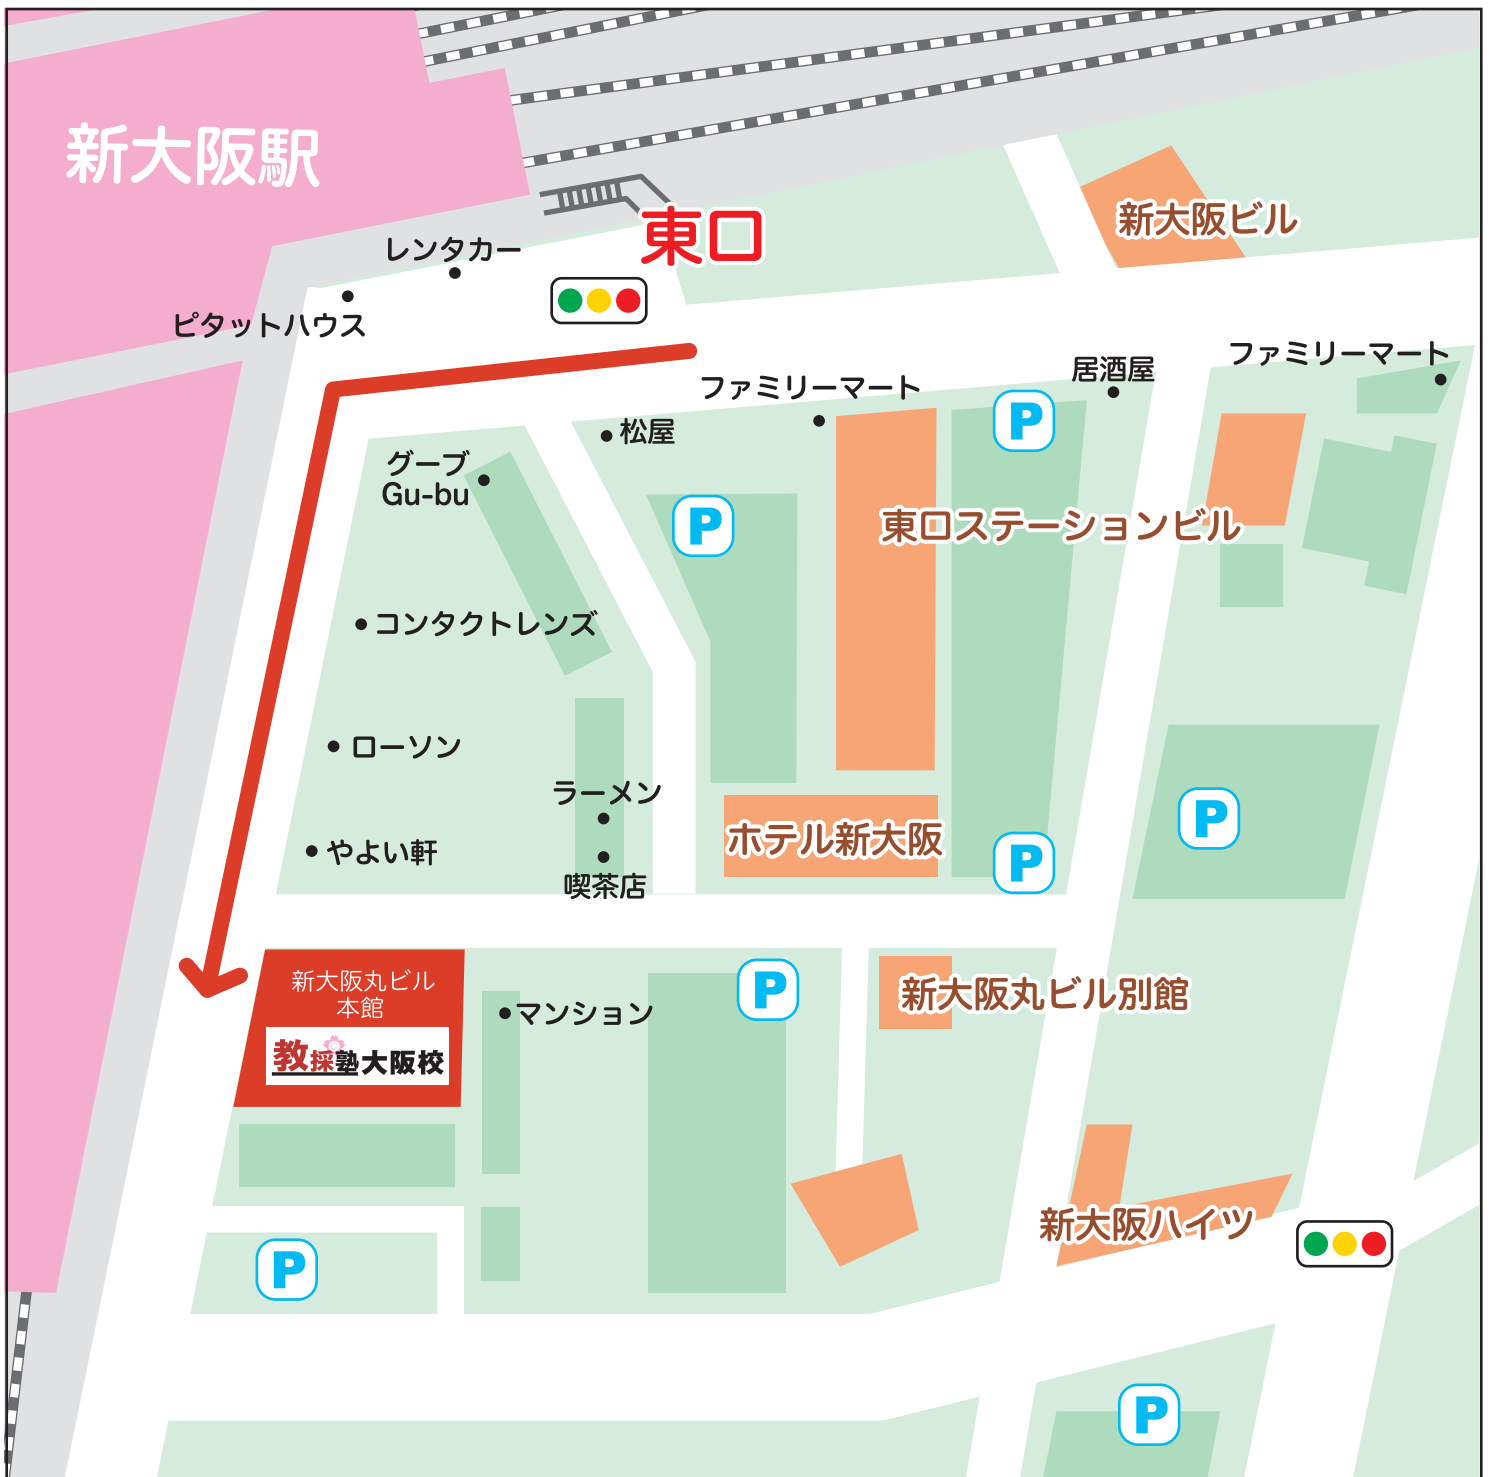 新大阪駅
新大阪ビル
東口
レンタカー
ピタットハウス
ファミリーマート
居酒屋
ファミリーマート
P
松屋
グーブ
Gu-bu
P
東口ステーションビル
コンタクトレンズ
ローソン
ラーメン
P
ホテル新大阪
やよい軒
P
喫茶店
新大阪丸ビル
本館
P
新大阪丸ビル別館
マンション
教採塾大阪校
新大阪ハイツ
P
P